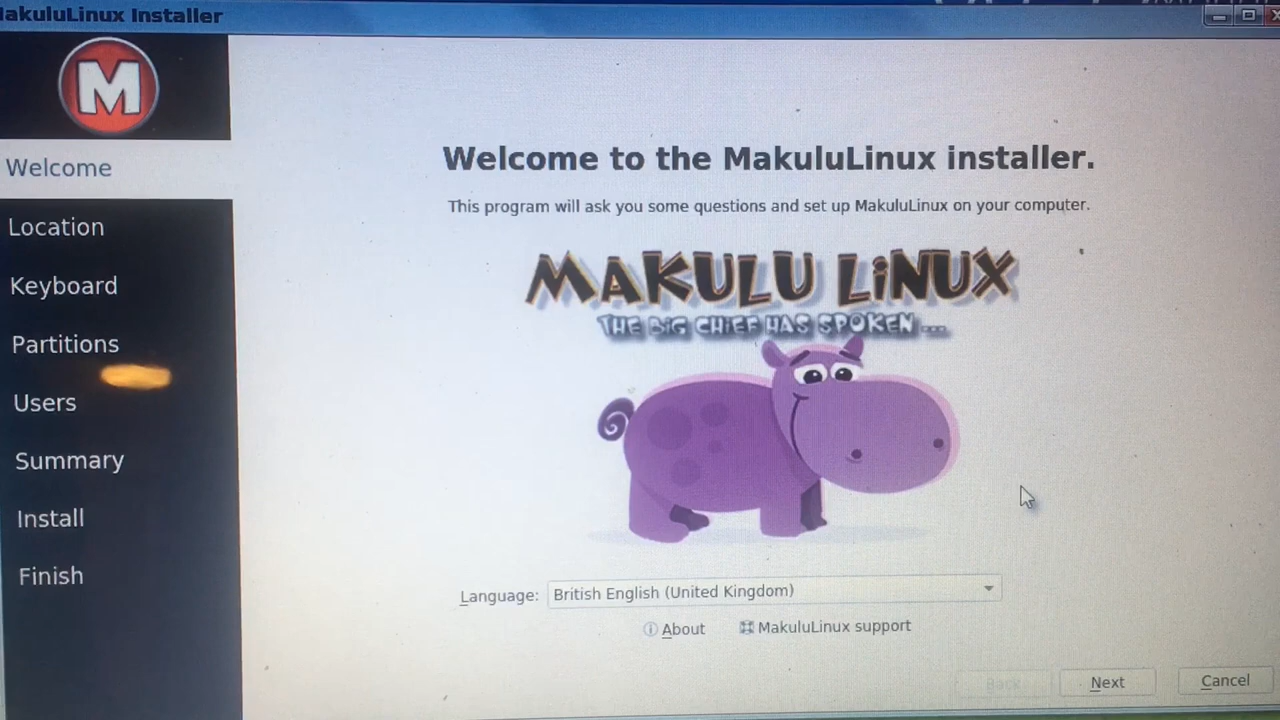 MakuluLinux Installer
M
Welcome
Location
Keyboard
Partitions
Users
Summary
Install
Finish
Welcome to the MakuluLinux installer.
This program will ask you some questions and set up MakuluLinux on your computer.
MAKULU LiNUX
THE BiG CHiEF HAS SPOKEN ...
Language: British English (United Kingdom)
About MakuluLinux support
Back Next Cancel